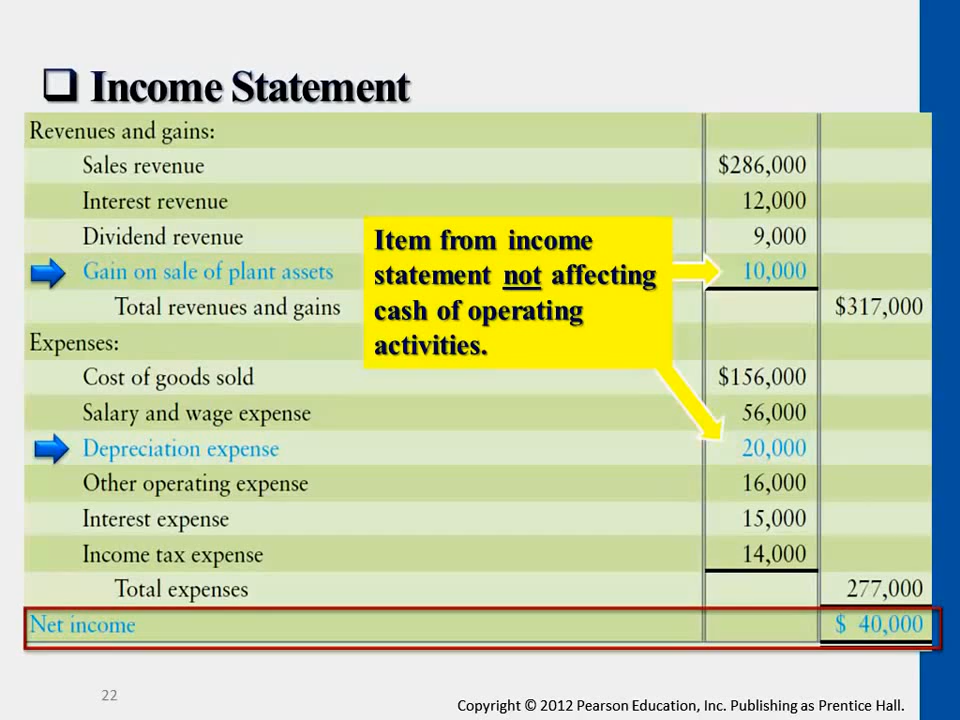 Income Statement
Revenues and gains:
Sales revenue $286,000
Interest revenue 12,000
Dividend revenue 9,000
Gain on sale of plant assets 10,000
Total revenues and gains $317,000
Item from income
statement not affecting
cash of operating
activities.
Expenses:
Cost of goods sold $156,000
Salary and wage expense 56,000
Depreciation expense 20,000
Other operating expense 16,000
Interest expense 15,000
Income tax expense 14,000
Total expenses 277,000
Net income $ 40,000
22
Copyright © 2012 Pearson Education, Inc. Publishing as Prentice Hall.